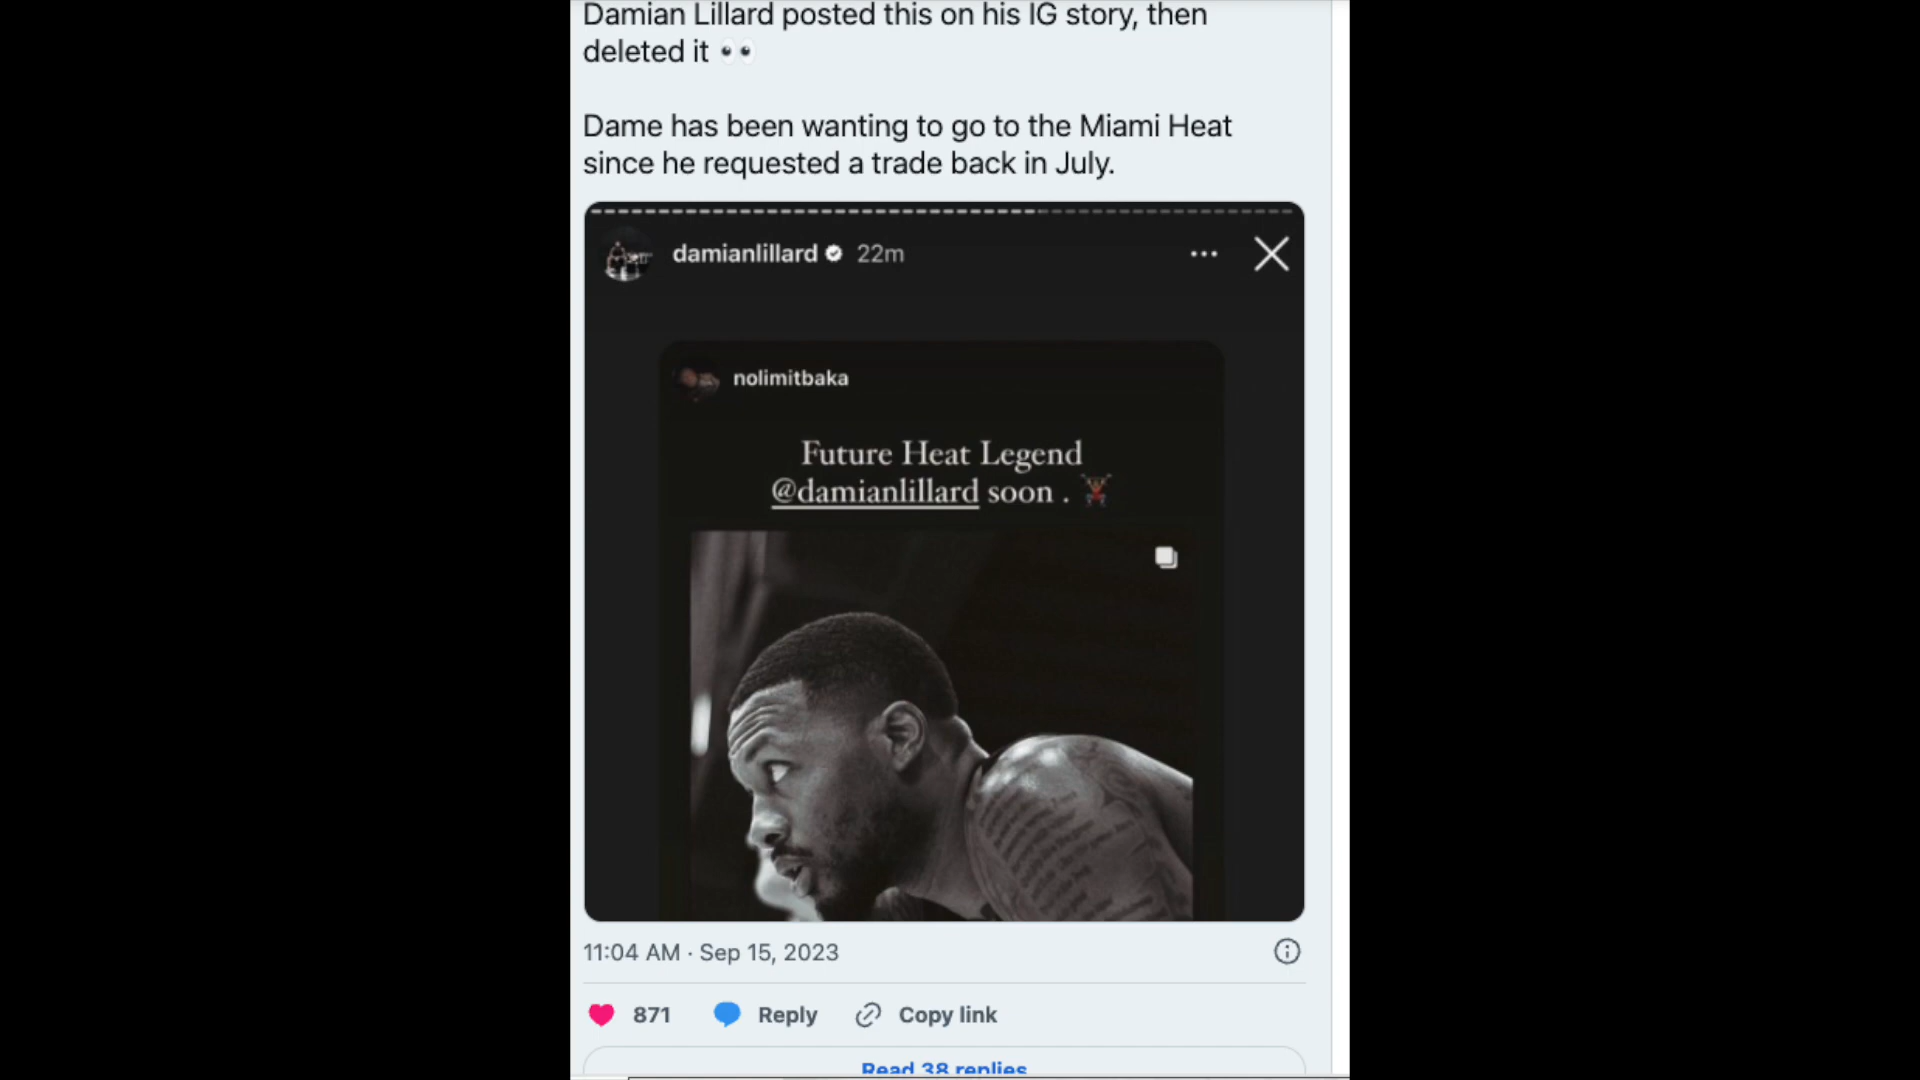 Damian Lillard posted this on his IG story, then
deleted it 👀
Dame has been wanting to go to the Miami Heat
since he requested a trade back in July.
damianlillard 22m
nolimitbaka
Future Heat Legend
@damianlillard soon .
11:04 AM · Sep 15, 2023
871 Reply Copy link
Read 38 replies